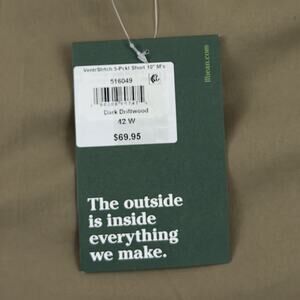 VentrStrtch 5-Pckt Short 10" M's
516049
Dark Driftwood
42 W
$69.95
llbean.com
The outside
is inside
everything
we make.